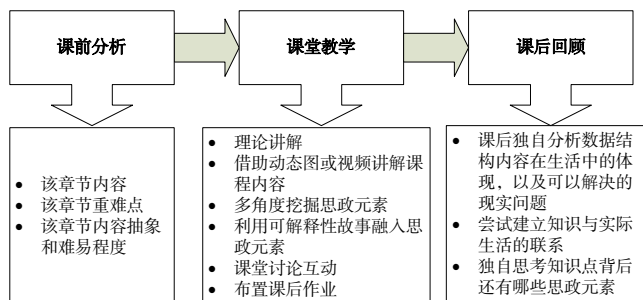 课前分析
课堂教学
课后回顾
• 该章节内容
• 该章节重难点
• 该章节内容抽象
和难易程度
• 理论讲解
• 借助动态图或视频讲解课
程内容
• 多角度挖掘思政元素
• 利用可解释性故事融入思
政元素
• 课堂讨论互动
• 布置课后作业
• 课后独自分析数据结
构内容在生活中的体
现，以及可以解决的
现实问题
• 尝试建立知识与实际
生活的联系
• 独自思考知识点背后
还有哪些思政元素